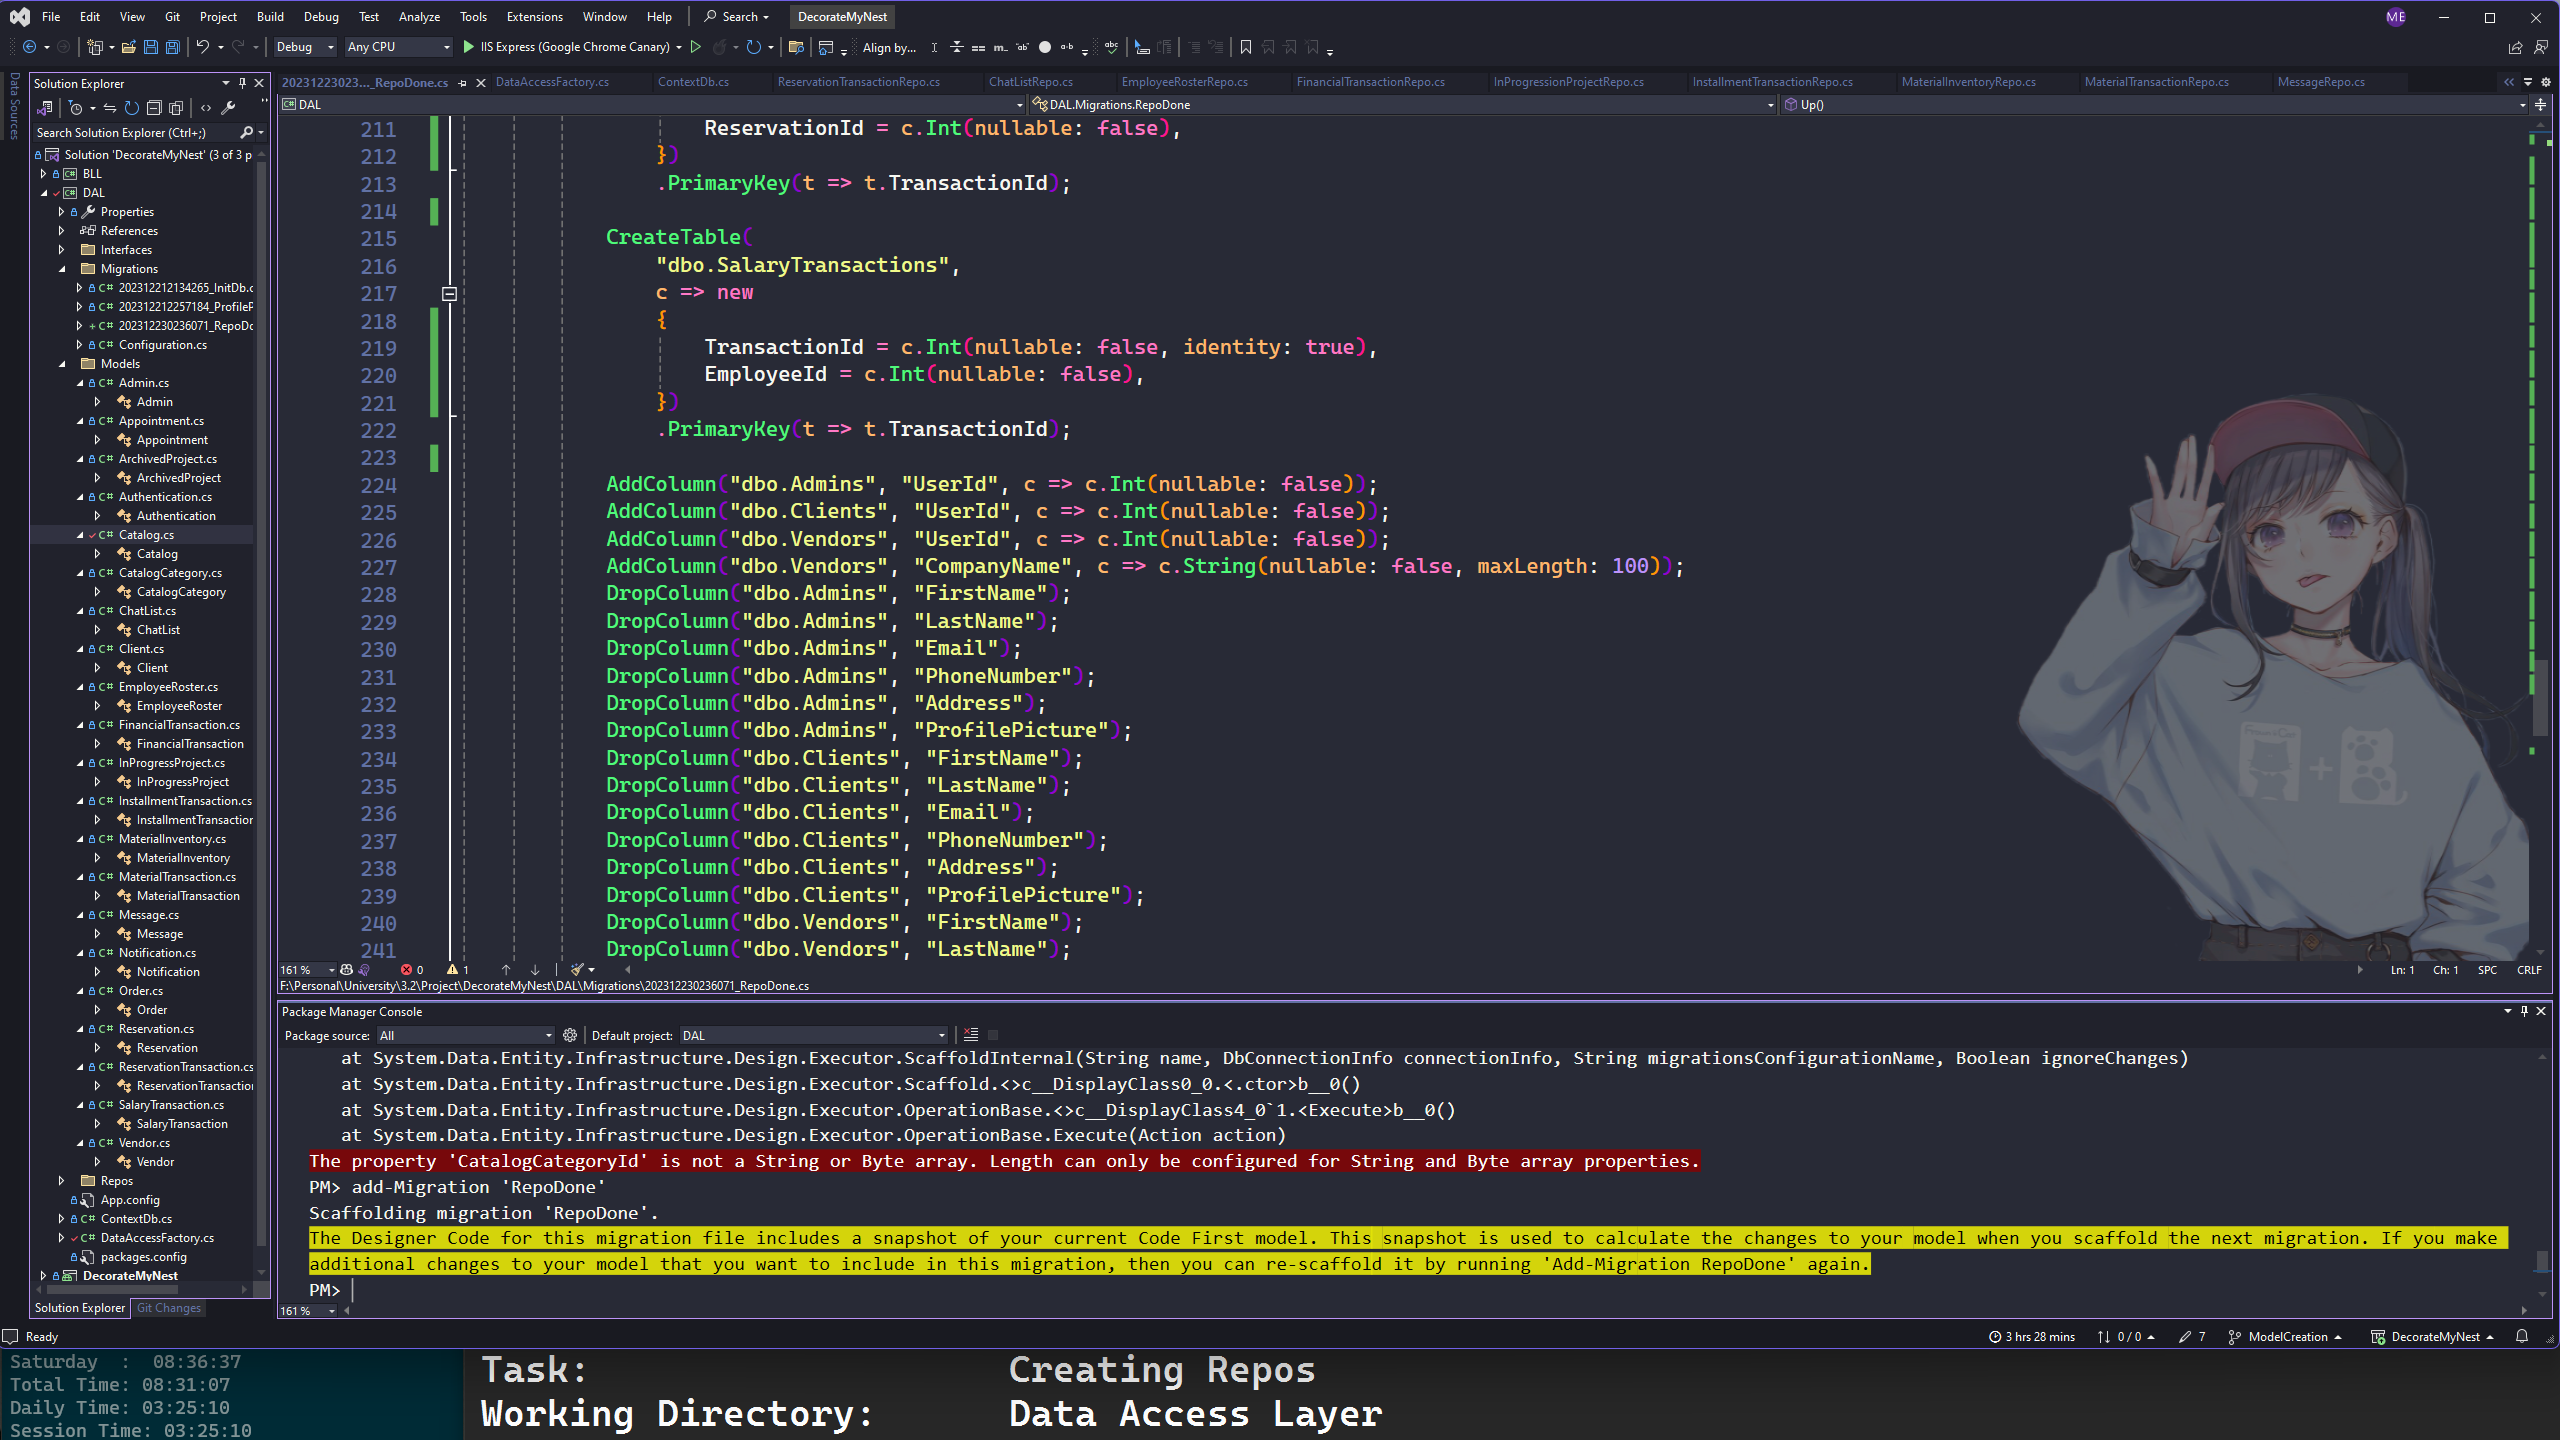 File Edit View Git Project Build Debug Test Analyze Tools Extensions Window Help Search DecorateMyNest ME
Debug Any CPU IIS Express (Google Chrome Canary) Align by...
Data Sources
Solution Explorer
Search Solution Explorer (Ctrl+;)
Solution 'DecorateMyNest' (3 of 3 p
BLL
DAL
Properties
References
Interfaces
Migrations
202312212134265_InitDb.c
202312212257184_ProfileF
202312230236071_RepoDo
Configuration.cs
Models
Admin.cs
Admin
Appointment.cs
Appointment
ArchivedProject.cs
ArchivedProject
Authentication.cs
Authentication
Catalog.cs
Catalog
CatalogCategory.cs
CatalogCategory
ChatList.cs
ChatList
Client.cs
Client
EmployeeRoster.cs
EmployeeRoster
FinancialTransaction.cs
FinancialTransaction
InProgressProject.cs
InProgressProject
InstallmentTransaction.cs
InstallmentTransaction
MaterialInventory.cs
MaterialInventory
MaterialTransaction.cs
MaterialTransaction
Message.cs
Message
Notification.cs
Notification
Order.cs
Order
Reservation.cs
Reservation
ReservationTransaction.cs
ReservationTransaction
SalaryTransaction.cs
SalaryTransaction
Vendor.cs
Vendor
Repos
App.config
ContextDb.cs
DataAccessFactory.cs
packages.config
DecorateMyNest
Solution Explorer Git Changes
20231223023..._RepoDone.cs DataAccessFactory.cs ContextDb.cs ReservationTransactionRepo.cs ChatListRepo.cs EmployeeRosterRepo.cs FinancialTransactionRepo.cs InProgressionProjectRepo.cs InstallmentTransactionRepo.cs MaterialInventoryRepo.cs MaterialTransactionRepo.cs MessageRepo.cs
DAL DAL.Migrations.RepoDone Up()
211 ReservationId = c.Int(nullable: false),
212 })
213 .PrimaryKey(t => t.TransactionId);
214
215 CreateTable(
216 "dbo.SalaryTransactions",
217 c => new
218 {
219 TransactionId = c.Int(nullable: false, identity: true),
220 EmployeeId = c.Int(nullable: false),
221 })
222 .PrimaryKey(t => t.TransactionId);
223
224 AddColumn("dbo.Admins", "UserId", c => c.Int(nullable: false));
225 AddColumn("dbo.Clients", "UserId", c => c.Int(nullable: false));
226 AddColumn("dbo.Vendors", "UserId", c => c.Int(nullable: false));
227 AddColumn("dbo.Vendors", "CompanyName", c => c.String(nullable: false, maxLength: 100));
228 DropColumn("dbo.Admins", "FirstName");
229 DropColumn("dbo.Admins", "LastName");
230 DropColumn("dbo.Admins", "Email");
231 DropColumn("dbo.Admins", "PhoneNumber");
232 DropColumn("dbo.Admins", "Address");
233 DropColumn("dbo.Admins", "ProfilePicture");
234 DropColumn("dbo.Clients", "FirstName");
235 DropColumn("dbo.Clients", "LastName");
236 DropColumn("dbo.Clients", "Email");
237 DropColumn("dbo.Clients", "PhoneNumber");
238 DropColumn("dbo.Clients", "Address");
239 DropColumn("dbo.Clients", "ProfilePicture");
240 DropColumn("dbo.Vendors", "FirstName");
241 DropColumn("dbo.Vendors", "LastName");
161 % 0 1 Ln: 1 Ch: 1 SPC CRLF
F:\Personal\University\3.2\Project\DecorateMyNest\DAL\Migrations\202312230236071_RepoDone.cs
Package Manager Console
Package source: All Default project: DAL
at System.Data.Entity.Infrastructure.Design.Executor.ScaffoldInternal(String name, DbConnectionInfo connectionInfo, String migrationsConfigurationName, Boolean ignoreChanges)
at System.Data.Entity.Infrastructure.Design.Executor.Scaffold.<>c__DisplayClass0_0.<.ctor>b__0()
at System.Data.Entity.Infrastructure.Design.Executor.OperationBase.<>c__DisplayClass4_0`1.<Execute>b__0()
at System.Data.Entity.Infrastructure.Design.Executor.OperationBase.Execute(Action action)
The property 'CatalogCategoryId' is not a String or Byte array. Length can only be configured for String and Byte array properties.
PM> add-Migration 'RepoDone'
Scaffolding migration 'RepoDone'.
The Designer Code for this migration file includes a snapshot of your current Code First model. This snapshot is used to calculate the changes to your model when you scaffold the next migration. If you make
additional changes to your model that you want to include in this migration, then you can re-scaffold it by running 'Add-Migration RepoDone' again.
PM>
161 %
Ready 3 hrs 28 mins 0 / 0 7 ModelCreation DecorateMyNest
Saturday : 08:36:37
Total Time: 08:31:07
Daily Time: 03:25:10
Session Time: 03:25:10
Task: Creating Repos
Working Directory: Data Access Layer